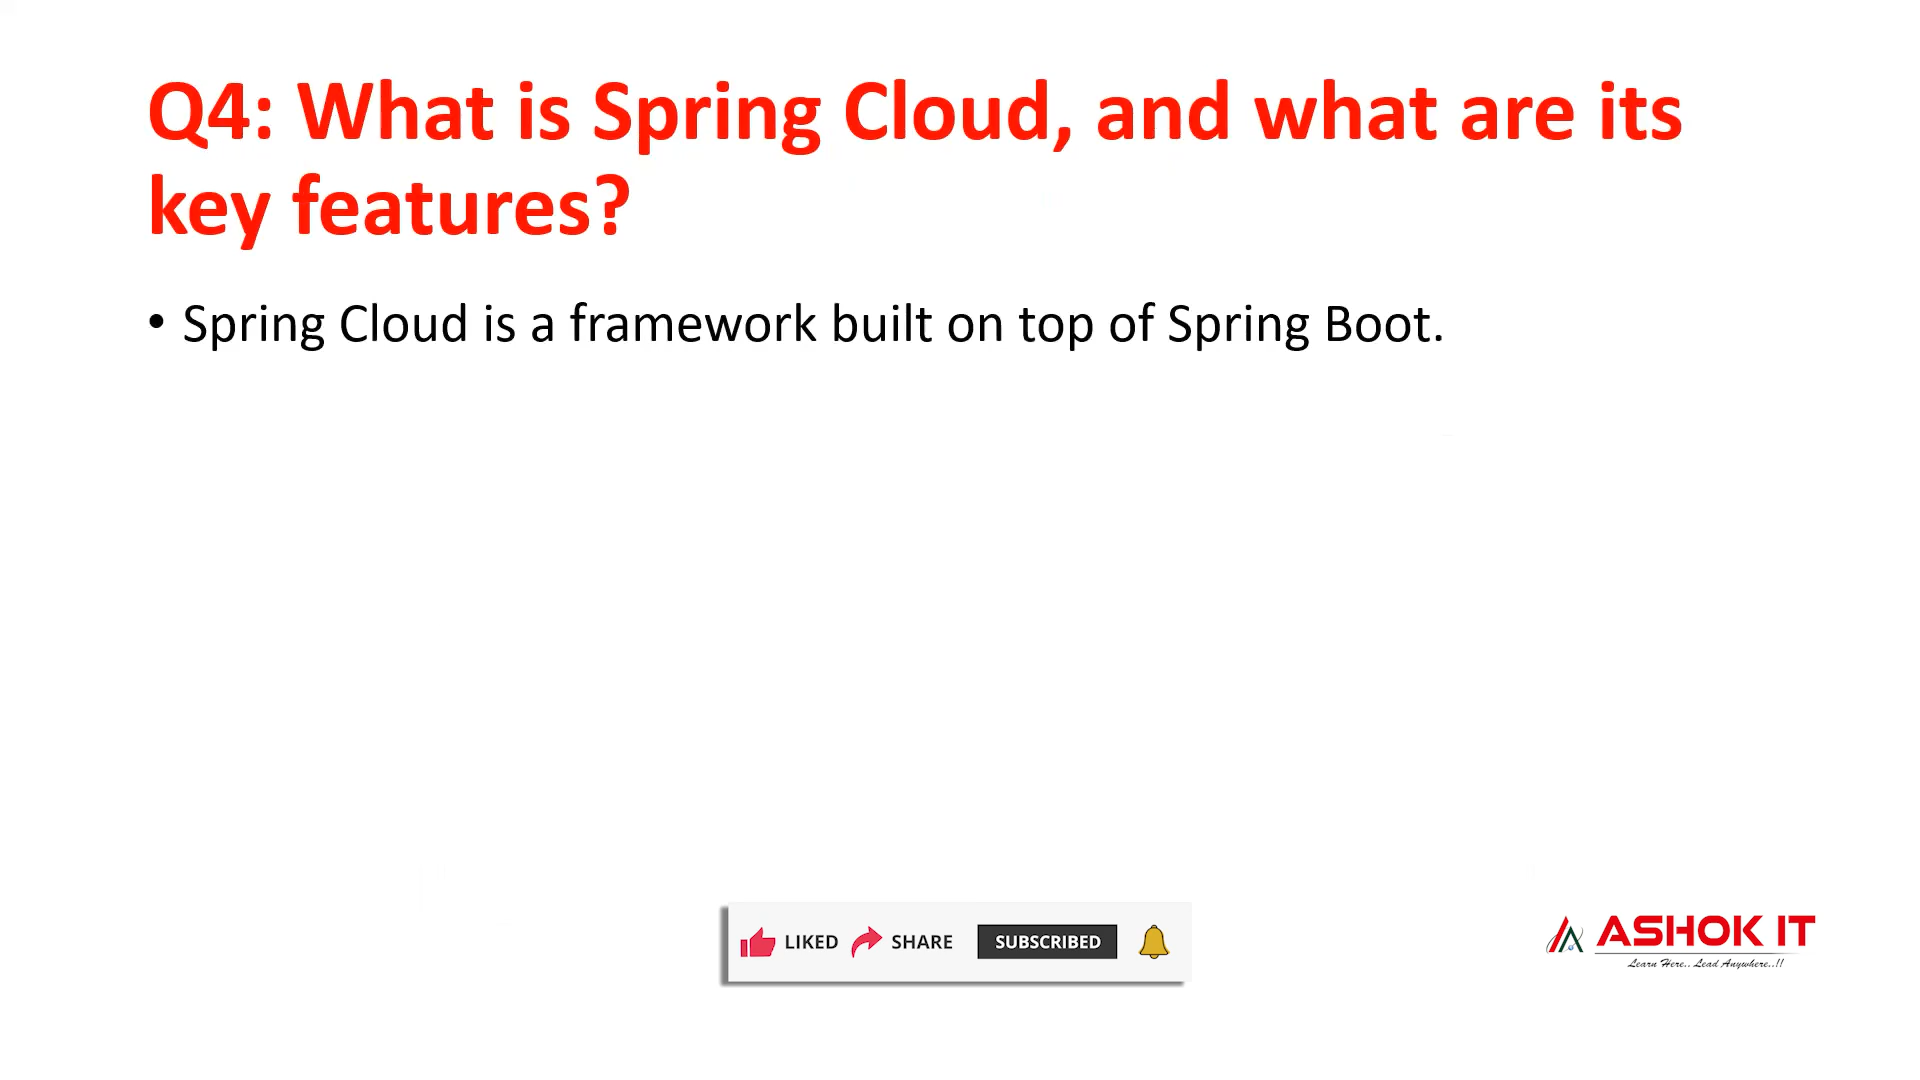 Q4: What is Spring Cloud, and what are its
key features?
• Spring Cloud is a framework built on top of Spring Boot.
LIKED SHARE SUBSCRIBED
ASHOK IT
Learn Here.. Lead Anywhere..!!